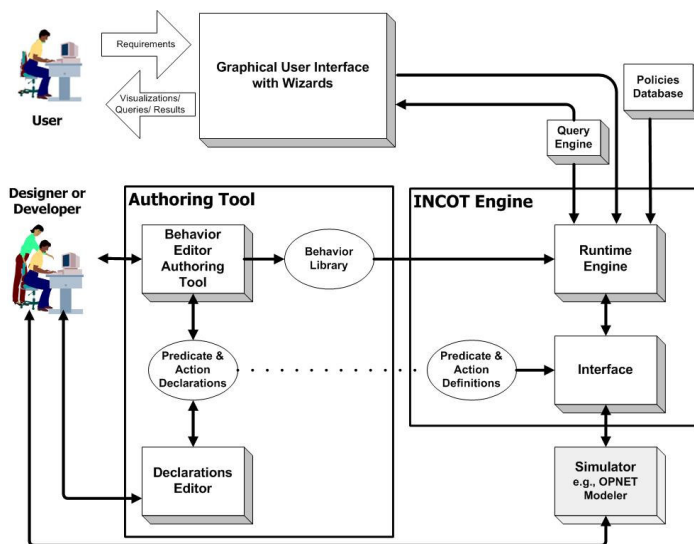 Requirements
Graphical User Interface
with Wizards
Visualizations/
Queries/ Results
User
Policies
Database
Query
Engine
Designer or
Developer
Authoring Tool
INCOT Engine
Behavior
Editor
Authoring
Tool
Behavior
Library
Runtime
Engine
Predicate &
Action
Declarations
Predicate &
Action
Definitions
Interface
Declarations
Editor
Simulator
e.g., OPNET
Modeler